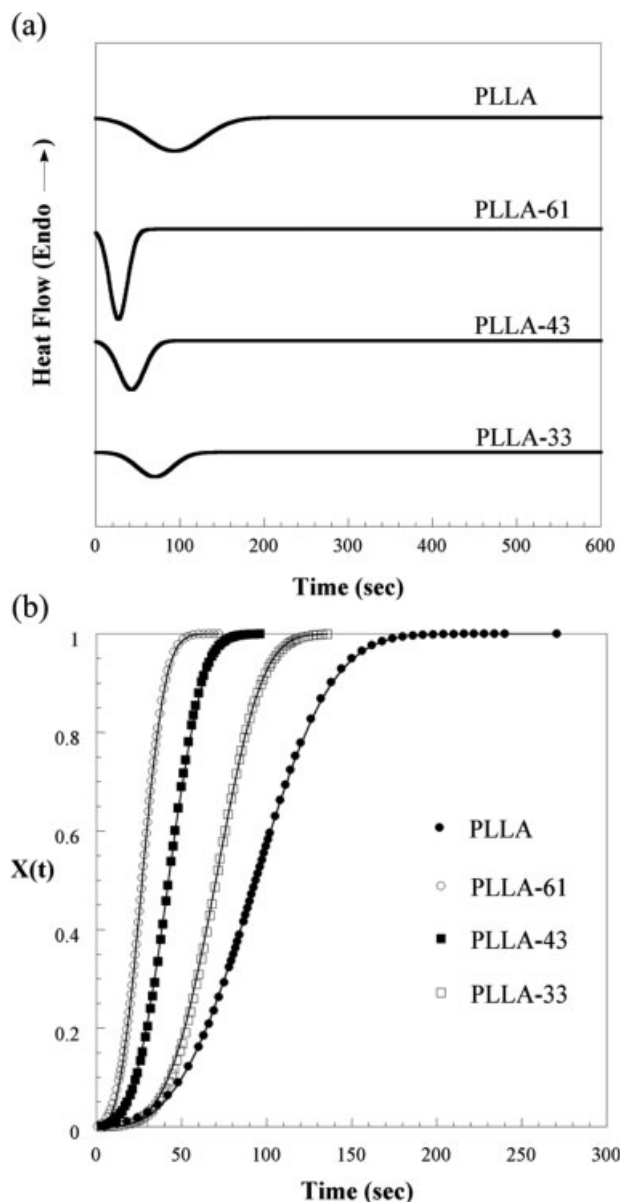 (a)
PLLA
PLLA-61
PLLA-43
PLLA-33
Heat Flow (Endo →)
0 100 200 300 400 500 600
Time (sec)
(b)
1
0.8
0.6
X(t)
0.4
0.2
0
PLLA
PLLA-61
PLLA-43
PLLA-33
0 50 100 150 200 250 300
Time (sec)